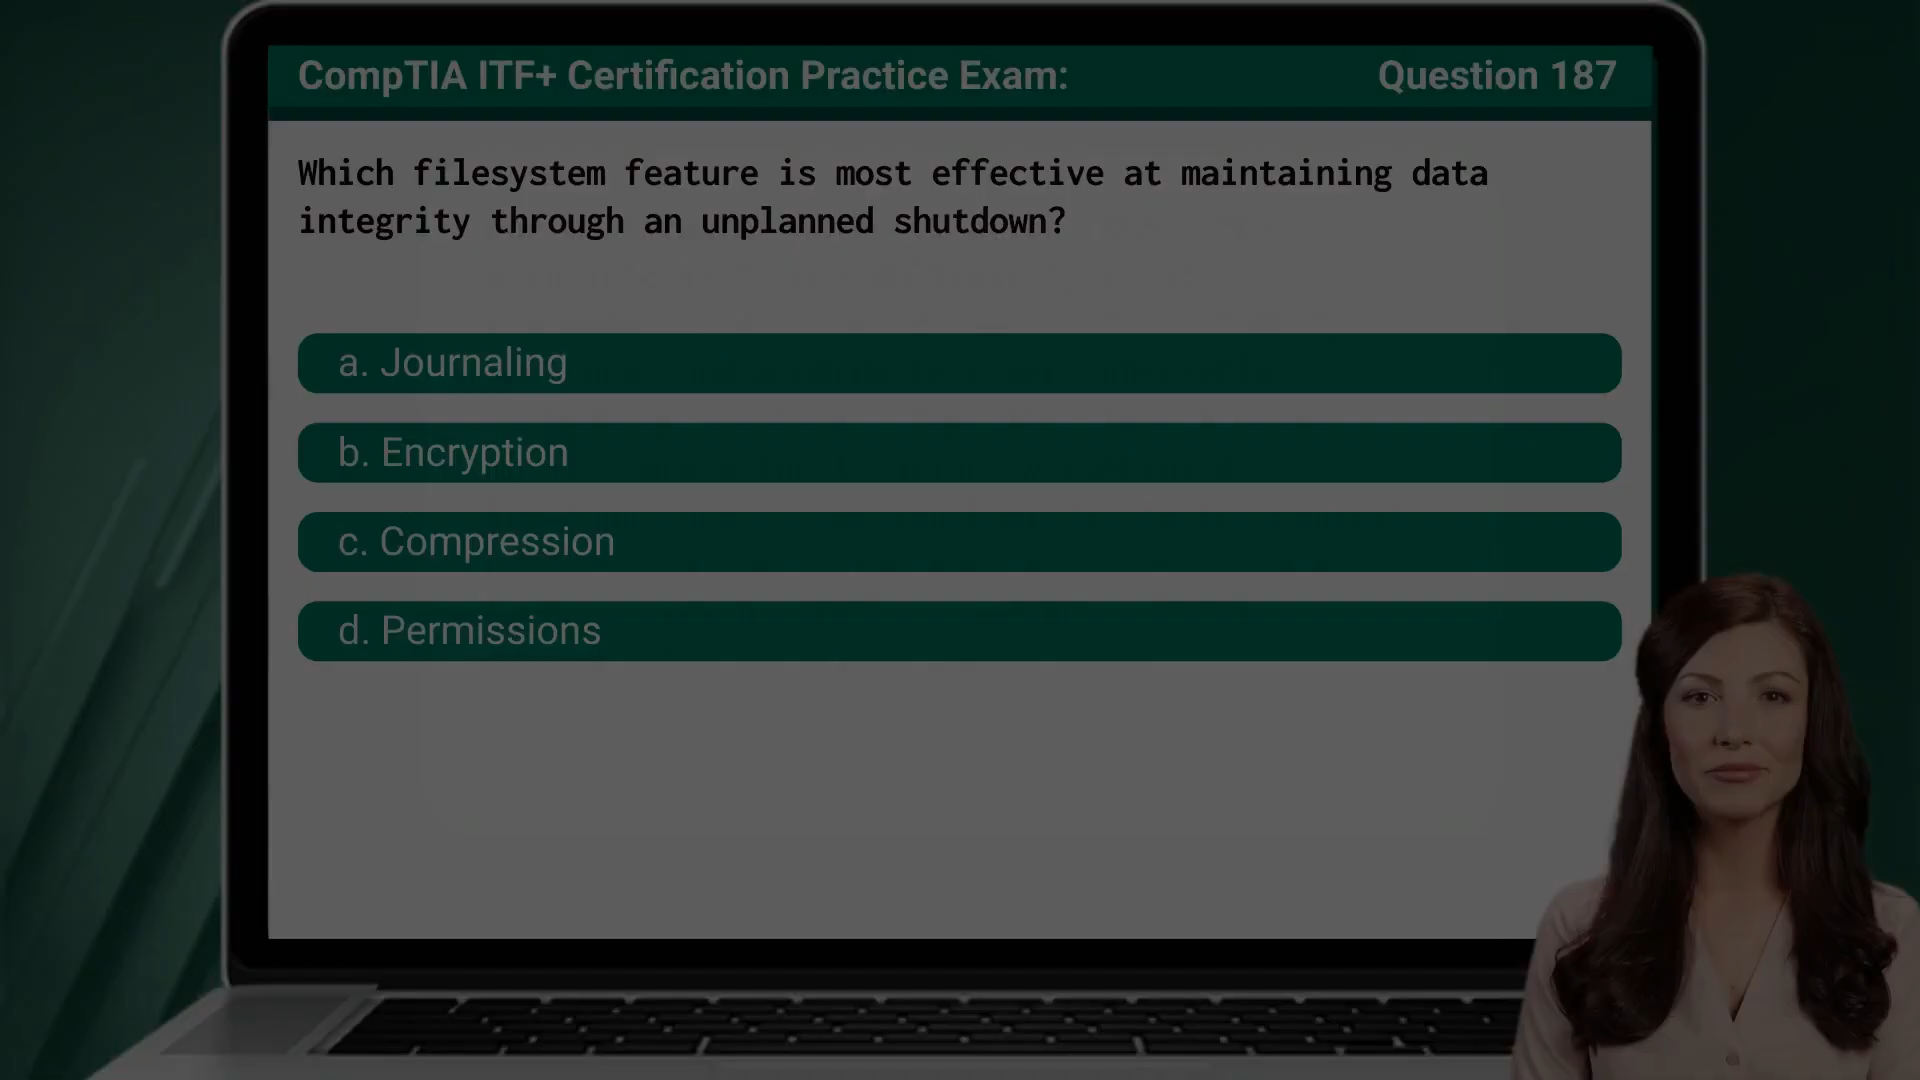 CompTIA ITF+ Certification Practice Exam:
Question 187
Which filesystem feature is most effective at maintaining data
integrity through an unplanned shutdown?
a. Journaling
b. Encryption
c. Compression
d. Permissions